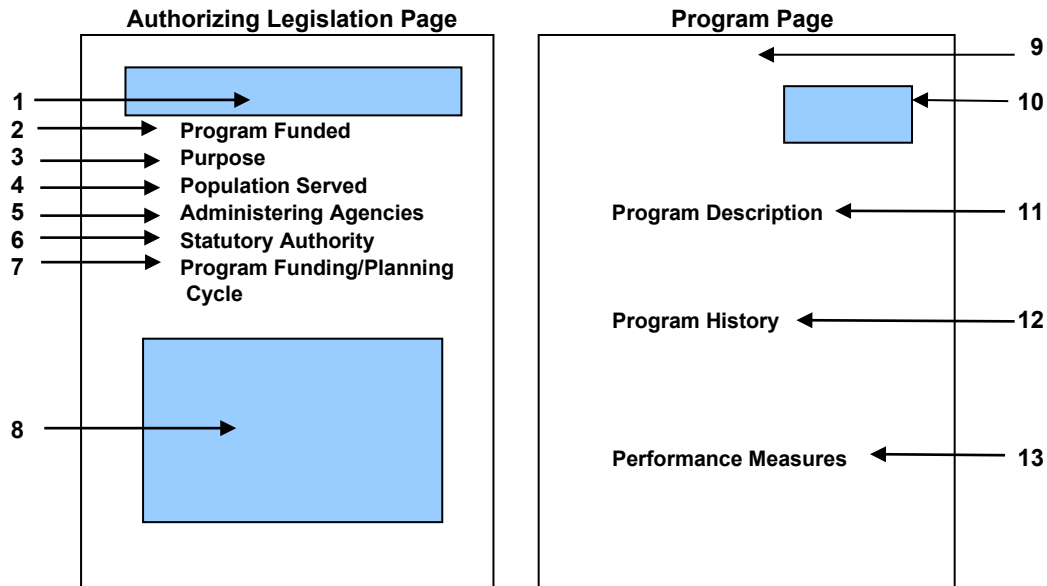 Authorizing Legislation Page
1
2 Program Funded
3 Purpose
4 Population Served
5 Administering Agencies
6 Statutory Authority
7 Program Funding/Planning
Cycle
8
Program Page
9
10
Program Description 11
Program History 12
Performance Measures 13